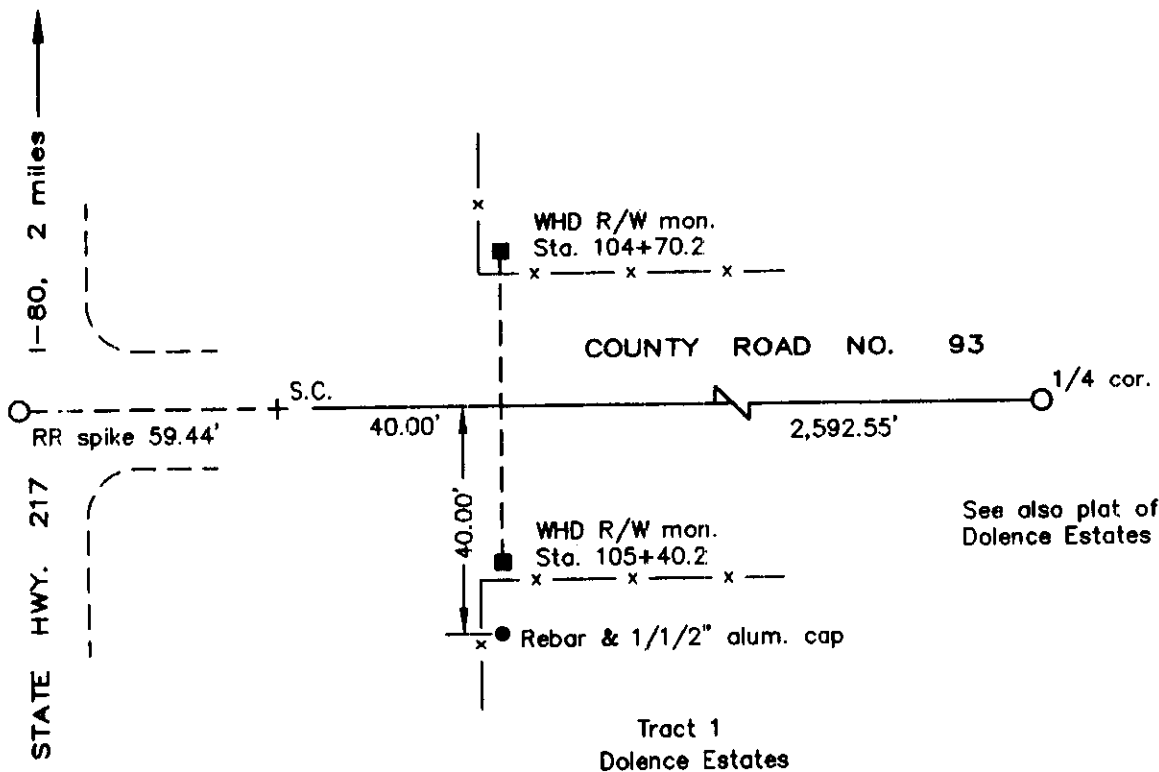 I-80, 2 miles
WHD R/W mon.
Sta. 104+70.2
COUNTY ROAD NO. 93
1/4 cor.
S.C.
RR spike 59.44'
40.00'
2,592.55'
STATE HWY. 217
40.00'
See also plat of
Dolence Estates
WHD R/W mon.
Sta. 105+40.2
Rebar & 1/1/2" alum. cap
Tract 1
Dolence Estates